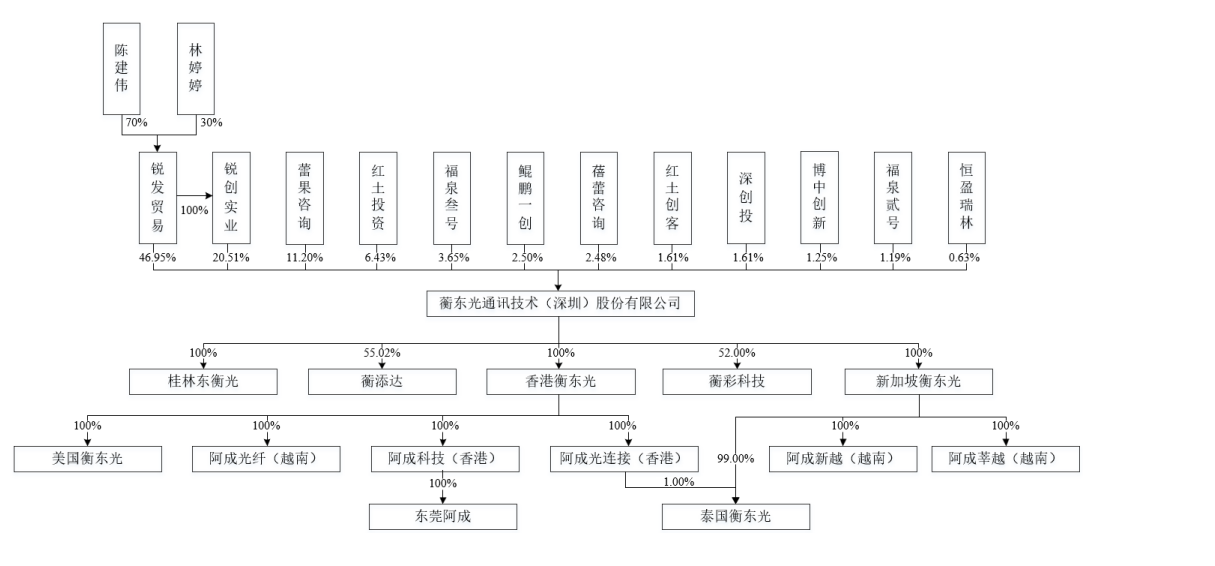 陈建伟
林婷婷
70%
30%
锐发贸易
锐创实业
蕾果咨询
红土投资
福泉叁号
鲲鹏一创
蓓蕾咨询
红土创客
深创投
博中创新
福泉贰号
恒盈瑞林
100%
46.95%
20.51%
11.20%
6.43%
3.65%
2.50%
2.48%
1.61%
1.61%
1.25%
1.19%
0.63%
蘅东光通讯技术（深圳）股份有限公司
100%
55.02%
100%
52.00%
100%
桂林东衡光
蘅添达
香港衡东光
蘅彩科技
新加坡衡东光
100%
100%
100%
100%
100%
100%
美国衡东光
阿成光纤（越南）
阿成科技（香港）
阿成光连接（香港）
99.00%
阿成新越（越南）
阿成莘越（越南）
100%
1.00%
东莞阿成
泰国衡东光